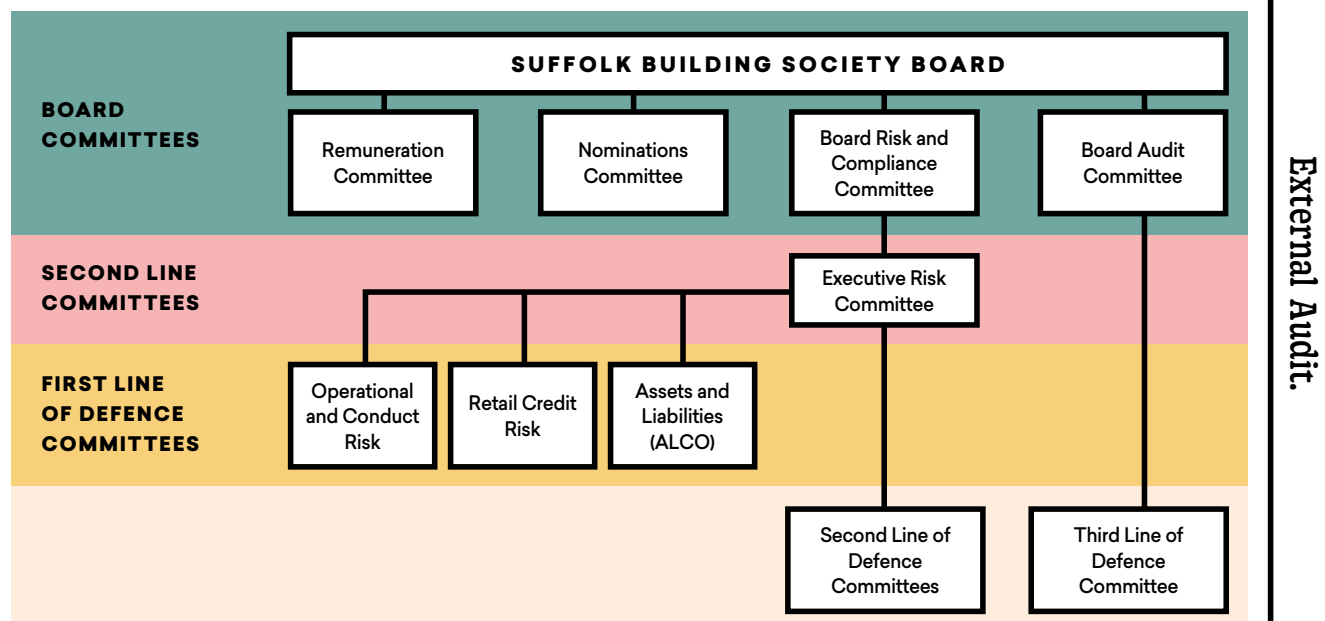 SUFFOLK BUILDING SOCIETY BOARD
BOARD
COMMITTEES
Remuneration
Committee
Nominations
Committee
Board Risk and
Compliance
Committee
Board Audit
Committee
SECOND LINE
COMMITTEES
Executive Risk
Committee
FIRST LINE
OF DEFENCE
COMMITTEES
Operational
and Conduct
Risk
Retail Credit
Risk
Assets and
Liabilities
(ALCO)
Second Line of
Defence
Committees
Third Line of
Defence
Committee
External Audit.